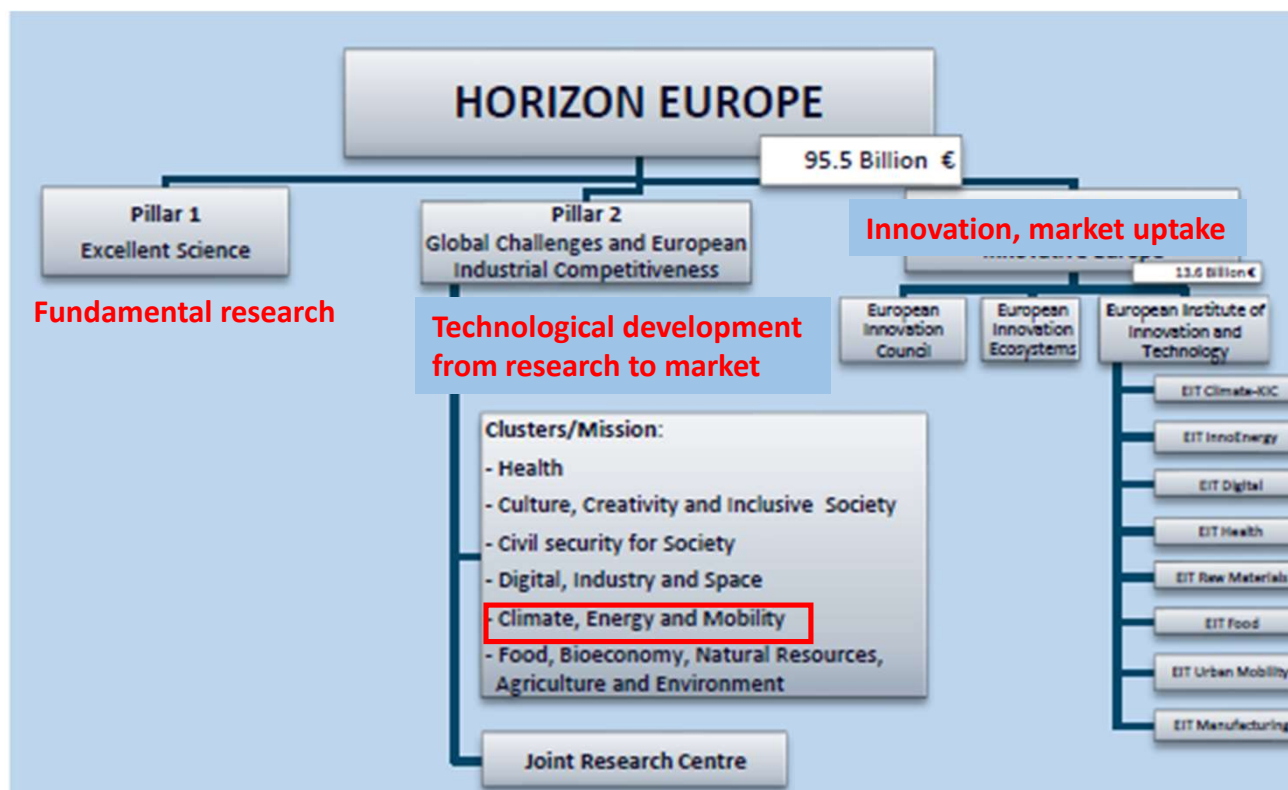 HORIZON EUROPE
95.5 Billion €
Pillar 1
Excellent Science
Fundamental research
Pillar 2
Global Challenges and European
Industrial Competitiveness
Technological development
from research to market
Clusters/Mission:
- Health
- Culture, Creativity and Inclusive Society
- Civil security for Society
- Digital, Industry and Space
- Climate, Energy and Mobility
- Food, Bioeconomy, Natural Resources,
Agriculture and Environment
Joint Research Centre
Innovation, market uptake
13.6 Billion €
European
Innovation
Council
European
Innovation
Ecosystems
European Institute of
Innovation and
Technology
EIT Climate-KIC
EIT InnoEnergy
EIT Digital
EIT Health
EIT Raw Materials
EIT Food
EIT Urban Mobility
EIT Manufacturing